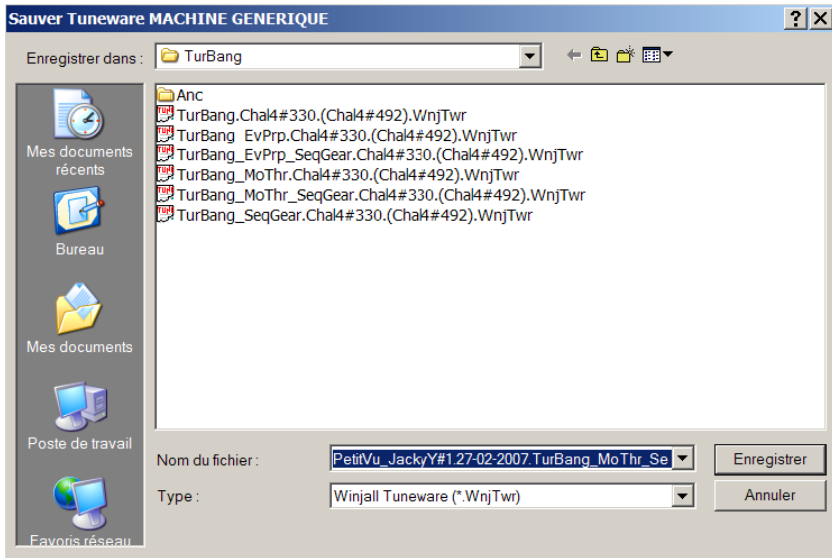 Sauver Tuneware MACHINE GENERIQUE
Enregistrer dans :
TurBang
Anc
TurBang.Chal4#330.(Chal4#492).WnjTwr
TurBang_EvPrp.Chal4#330.(Chal4#492).WnjTwr
TurBang_EvPrp_SeqGear.Chal4#330.(Chal4#492).WnjTwr
TurBang_MoThr.Chal4#330.(Chal4#492).WnjTwr
TurBang_MoThr_SeqGear.Chal4#330.(Chal4#492).WnjTwr
TurBang_SeqGear.Chal4#330.(Chal4#492).WnjTwr
Mes documents
récents
Bureau
Mes documents
Poste de travail
Favoris réseau
Nom du fichier :
PetitVu_JackyY#1.27-02-2007.TurBang_MoThr_Se
Enregistrer
Type :
Winjall Tuneware (*.WnjTwr)
Annuler